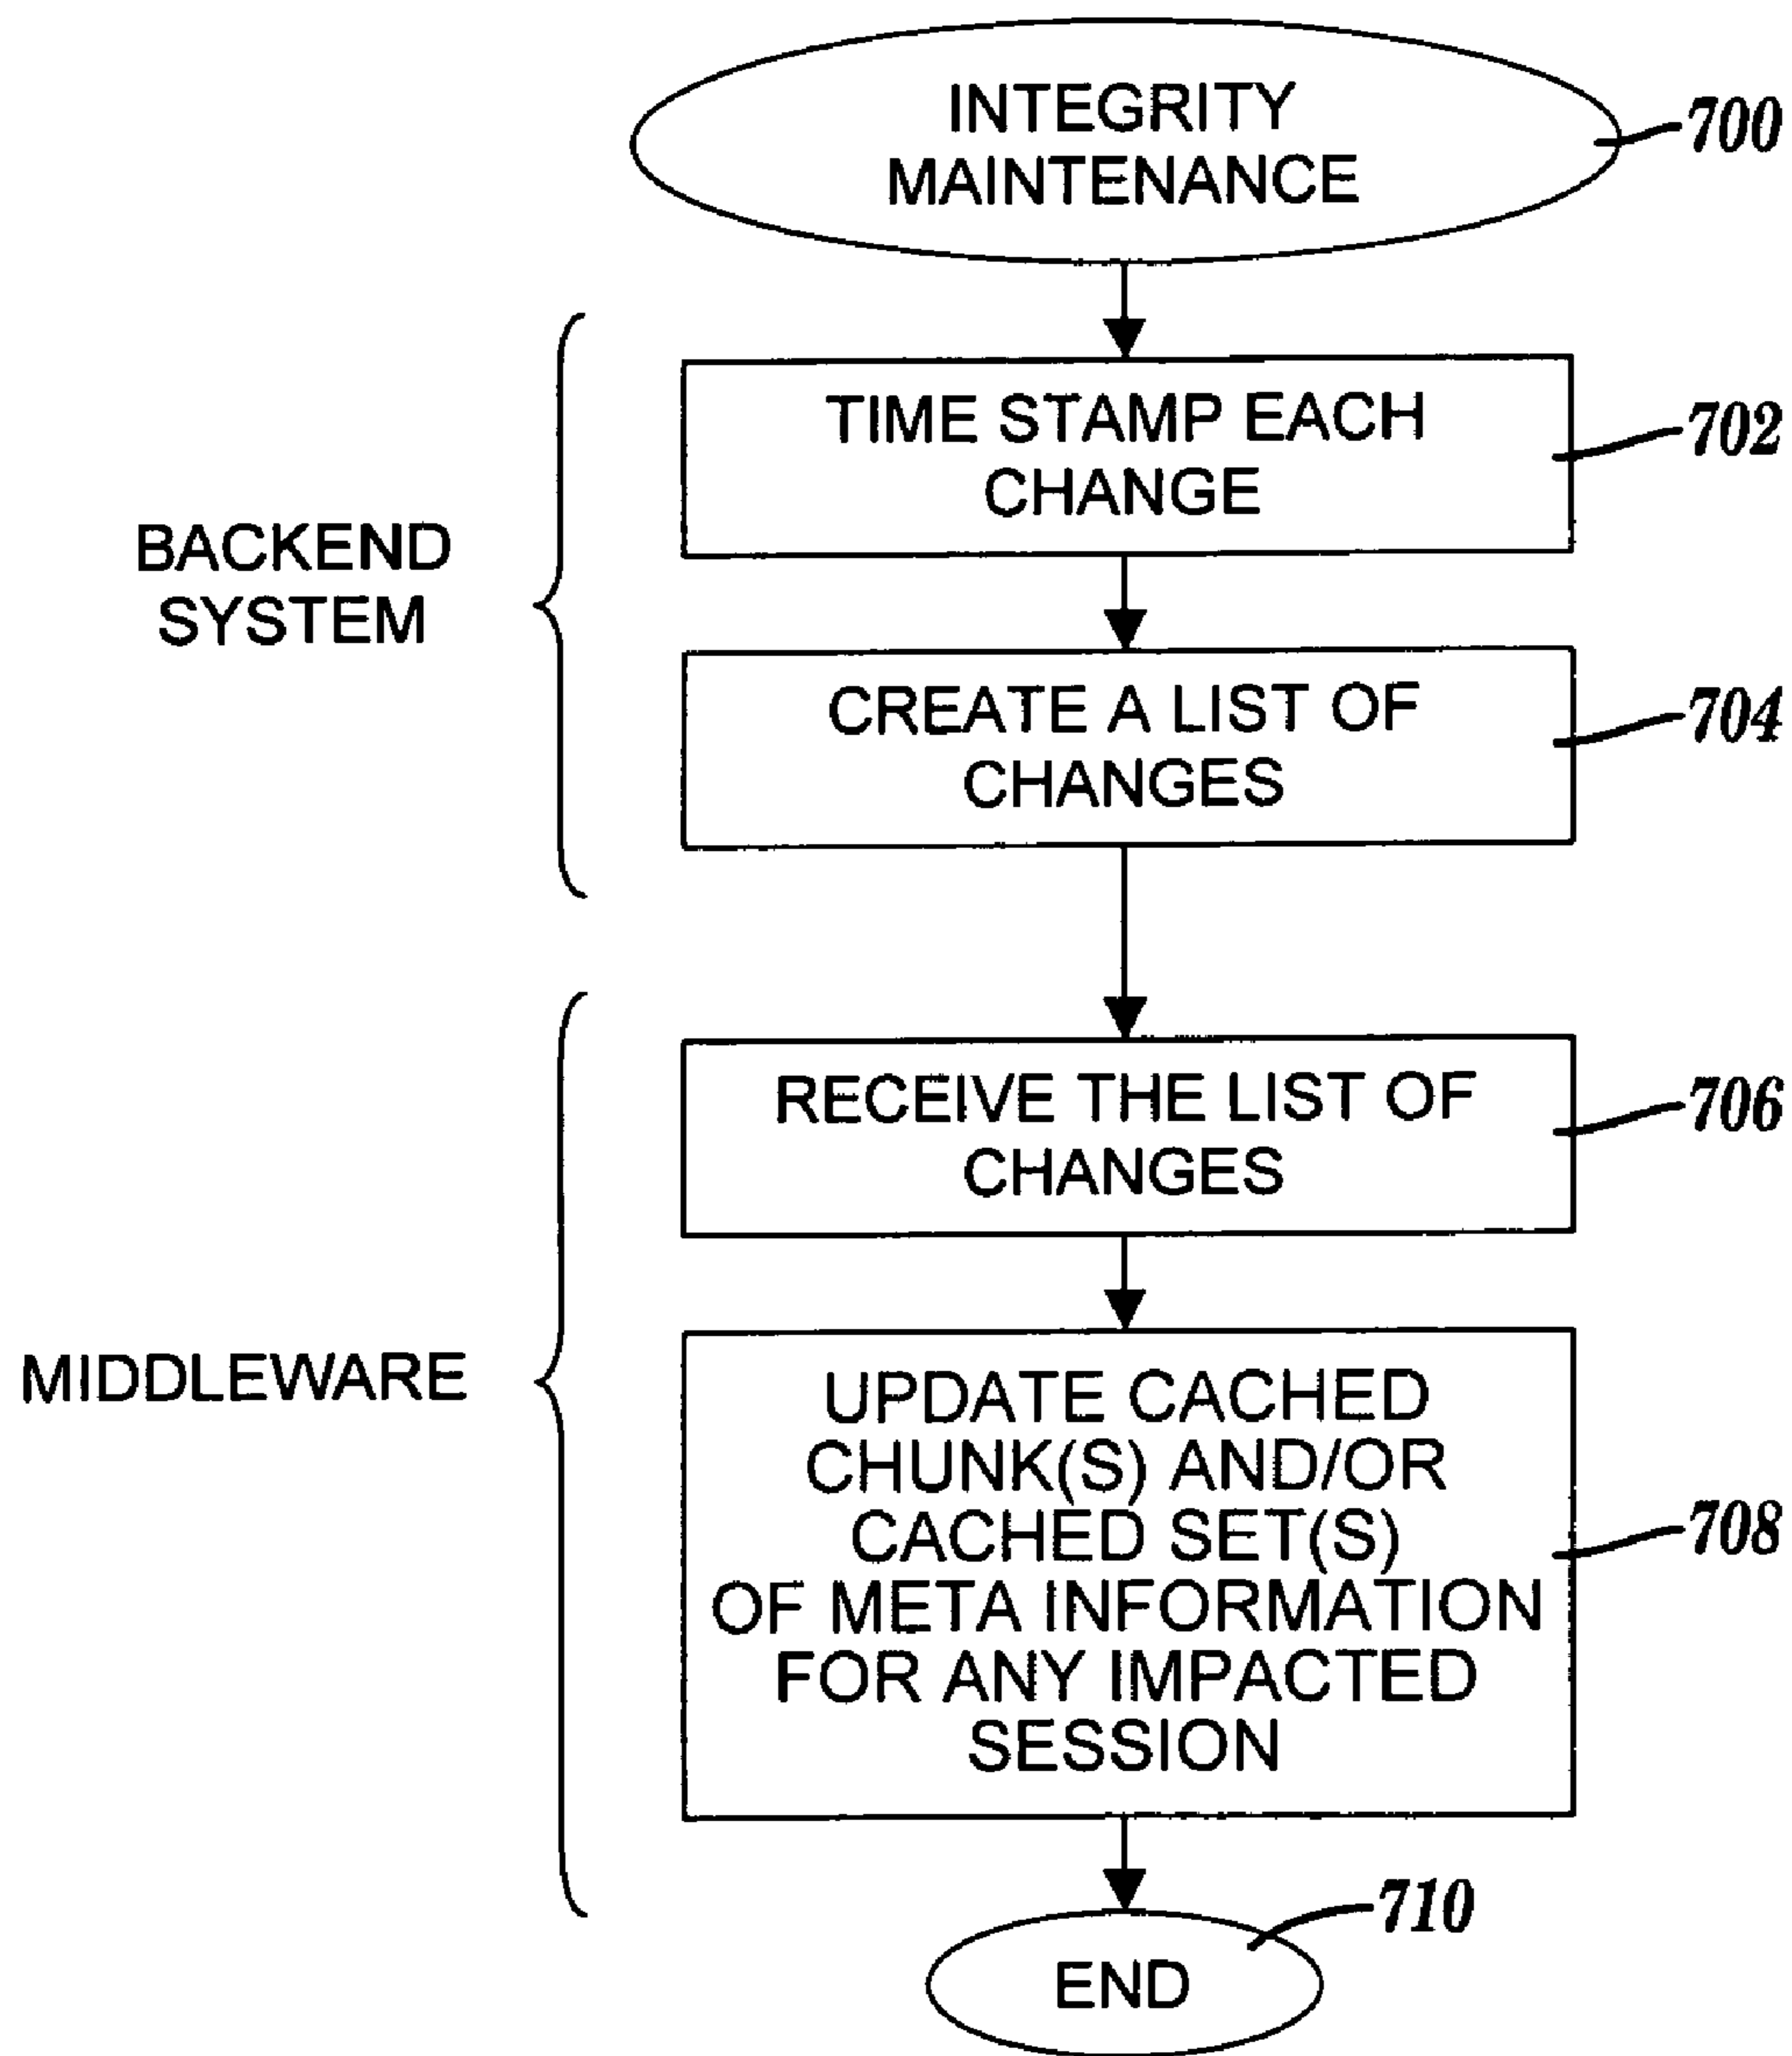 INTEGRITY
MAINTENANCE
700
TIME STAMP EACH
CHANGE
702
BACKEND
SYSTEM
CREATE A LIST OF
CHANGES
704
RECEIVE THE LIST OF
CHANGES
706
MIDDLEWARE
UPDATE CACHED
CHUNK(S) AND/OR
CACHED SET(S)
OF META INFORMATION
FOR ANY IMPACTED
SESSION
708
710
END